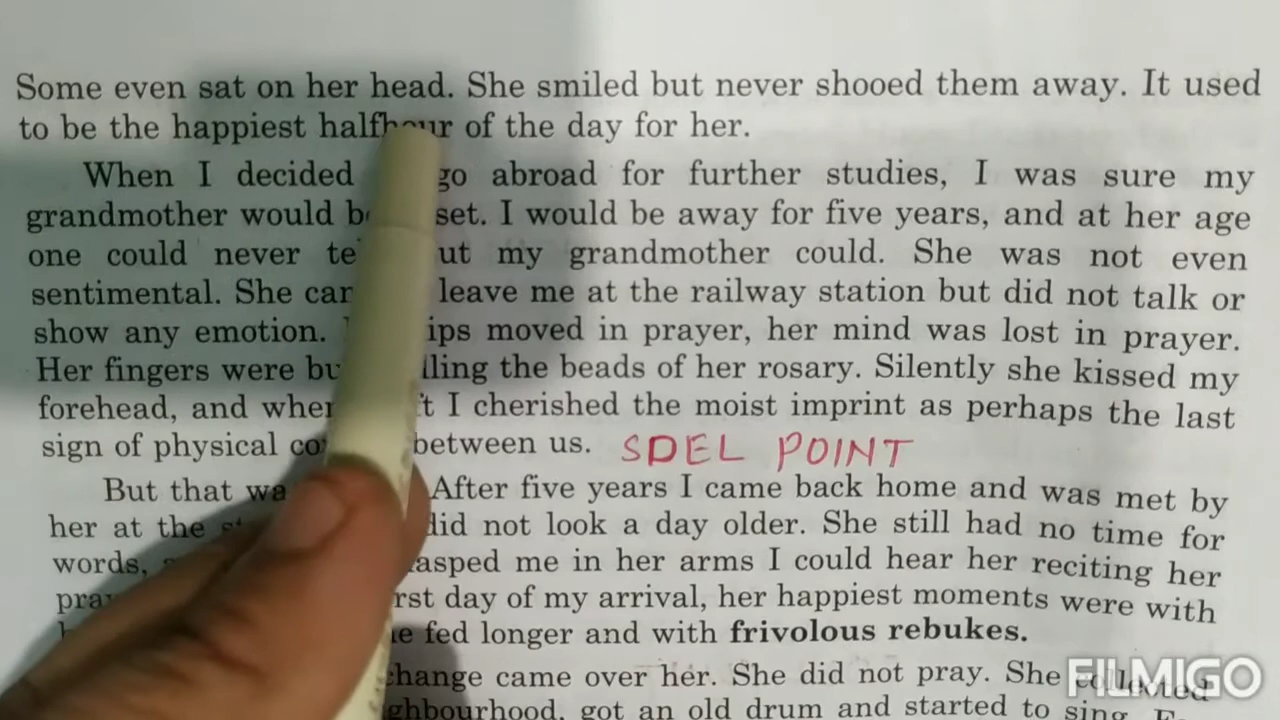 Some even sat on her head. She smiled but never shooed them away. It used
to be the happiest halfhour of the day for her.
When I decided go abroad for further studies, I was sure my
grandmother would I would be away for five years, and at her age
one could never my grandmother could. She was not even
sentimental. She leave me at the railway station but did not talk or
show any emotion. moved in prayer, her mind was lost in prayer.
Her fingers were the beads of her rosary. Silently she kissed my
forehead, and I cherished the moist imprint as perhaps the last
sign of physical between us. SDEL POINT
But that After five years I came back home and was met by
her at the did not look a day older. She still had no time for
words, me in her arms I could hear her reciting her
day of my arrival, her happiest moments were with
fed longer and with frivolous rebukes.
change came over her. She did not pray. She collected
got an old drum and started to sing.
FILMIGO